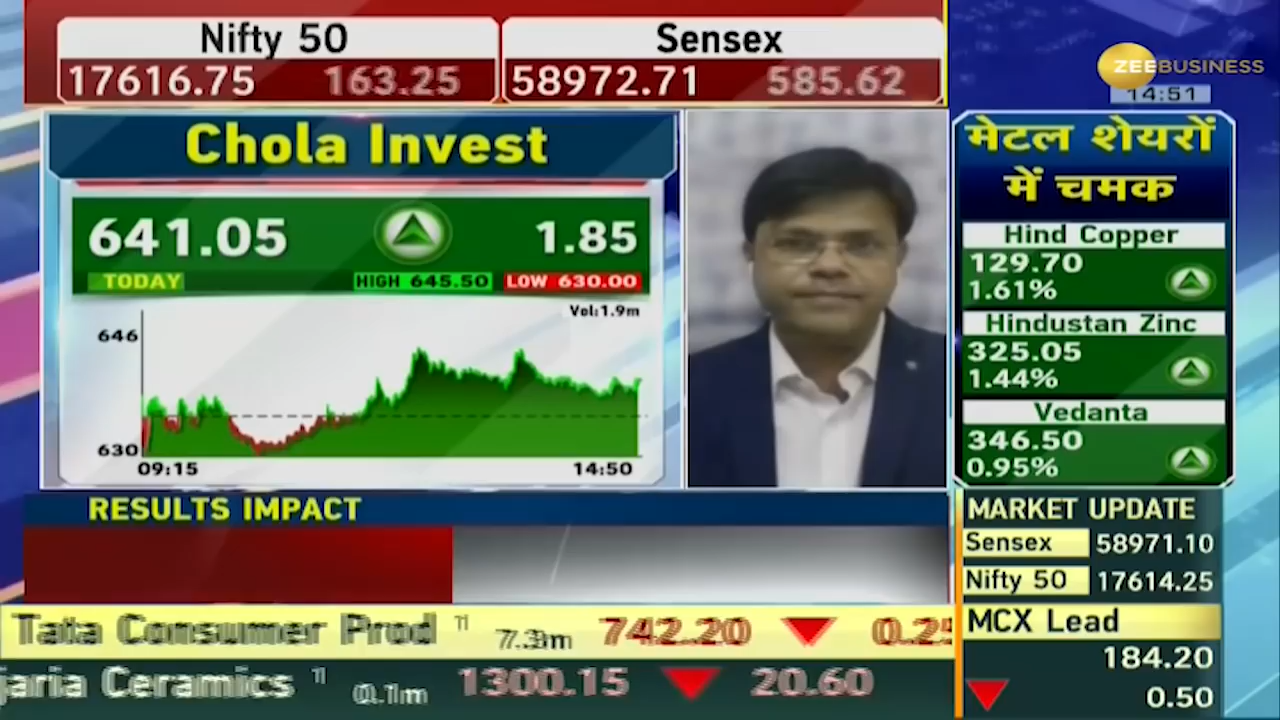 Nifty 50
17616.75 163.25
Sensex
58972.71 585.62
ZEEBUSINESS
14:51
Chola Invest
641.05 1.85
TODAY HIGH 645.50 LOW 630.00
Vol:1.9m
646
630
09:15 14:50
मेटल शेयरों
में चमक
Hind Copper
129.70
1.61%
Hindustan Zinc
325.05
1.44%
Vedanta
346.50
0.95%
RESULTS IMPACT
MARKET UPDATE
Sensex 58971.10
Nifty 50 17614.25
MCX Lead
184.20
0.50
Tata Consumer Prod 742.20 0.25
jaria Ceramics 0.1m 1300.15 20.60